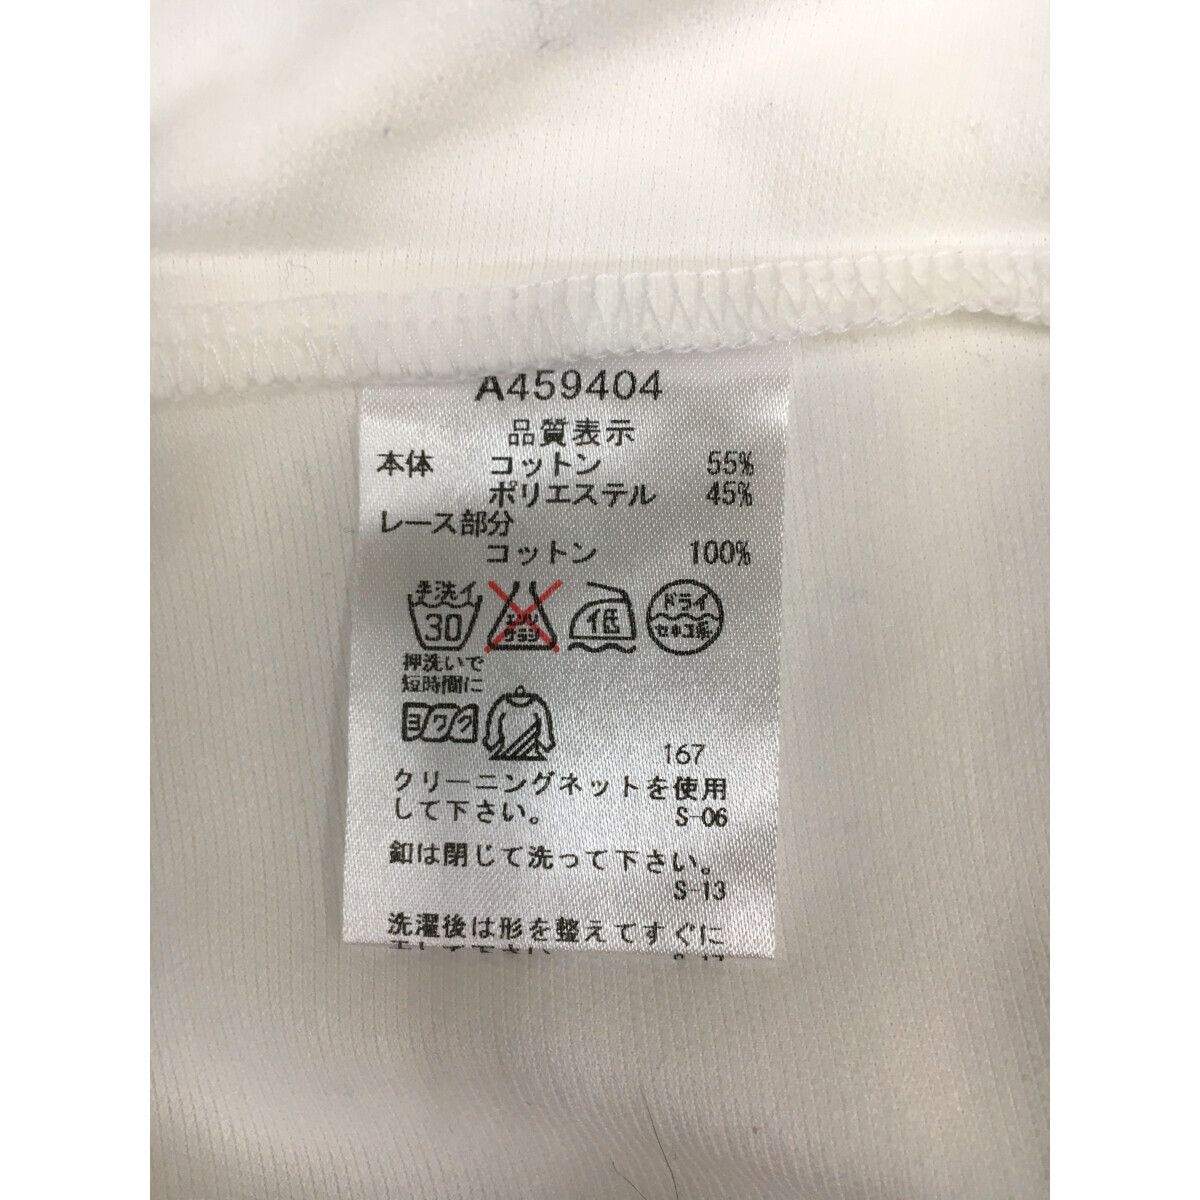 A459404
品質表示
本体 コットン 55%
ポリエステル 45%
レース部分
コットン 100%
手洗イ 30 エンソサラシ 低 ドライ セキユ系
押洗いで
短時間に
ヨワク
167
クリーニングネットを使用
して下さい。 S-06
釦は閉じて洗って下さい。
S-13
洗濯後は形を整えてすぐに